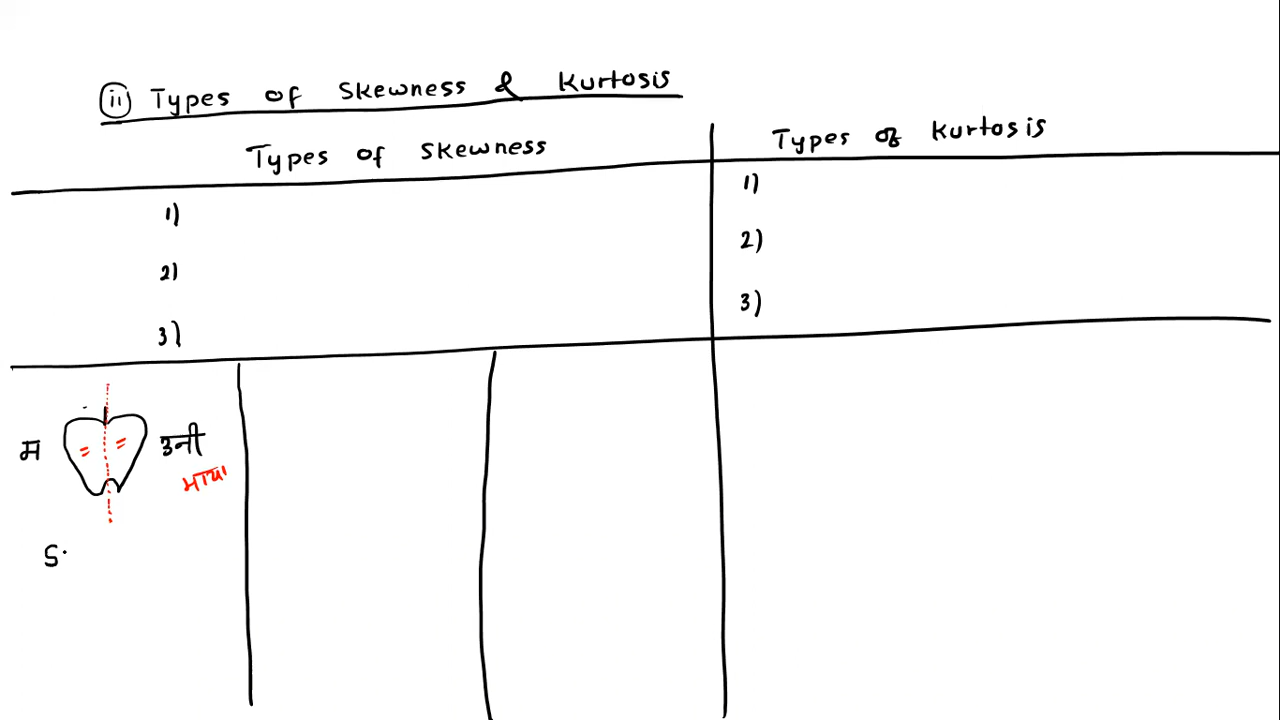 ii) Types of Skewness & Kurtosis
Types of Skewness
Types of Kurtosis
1)
2)
3)
1)
2)
3)
म
= =
उनी
S.